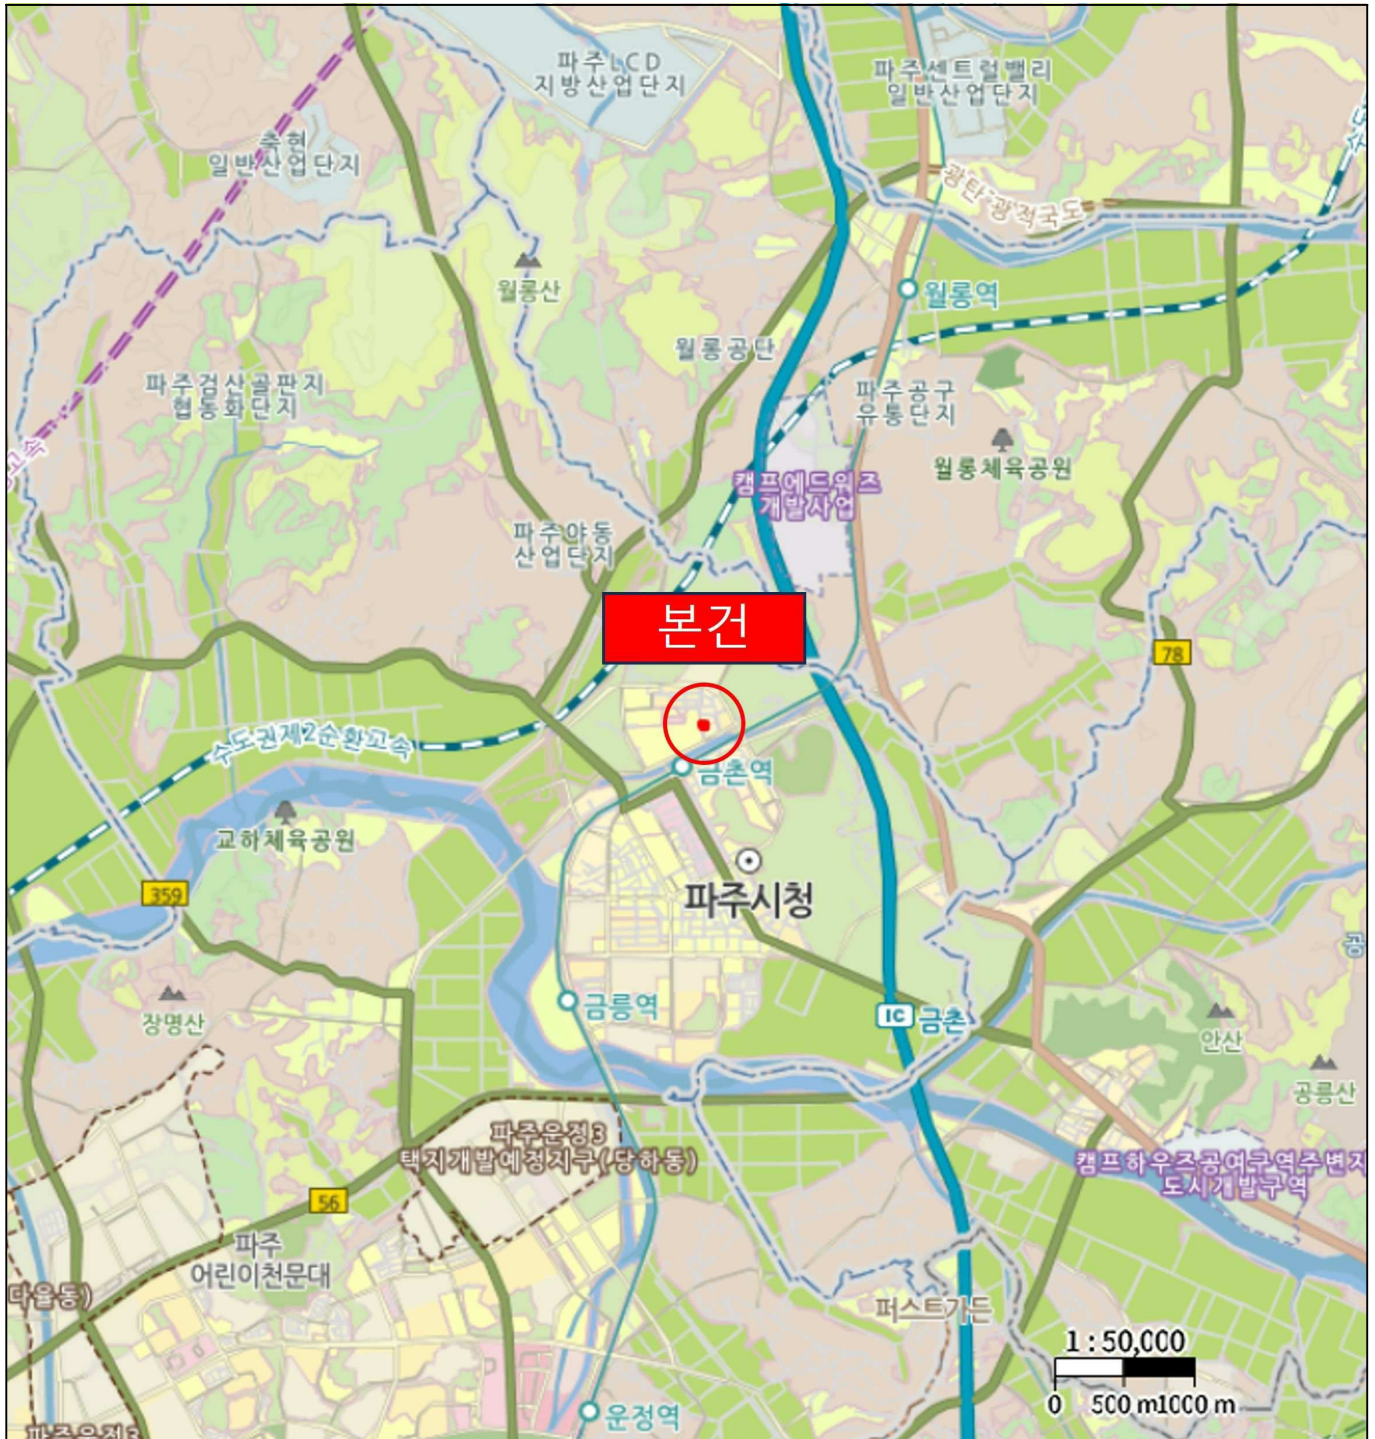 파주LCD
지방산업단지
파주센트럴밸리
일반산업단지
축현
일반산업단지
광탄-광적국도
월롱산
월롱역
월롱공단
파주검산골판지
협동화단지
파주공구
유통단지
월롱체육공원
캠프에드워즈
개발사업
파주야동
산업단지
본건
78
수도권제2순환고속
금촌역
교하체육공원
359
파주시청
금릉역
IC 금촌
장명산
안산
공릉산
파주운정3
택지개발예정지구(당하동)
캠프하우즈공여구역주변지
도시개발구역
56
파주
어린이천문대
다율동)
퍼스트가든
1:50,000
0 500 m 1000 m
운정역
파주운정3